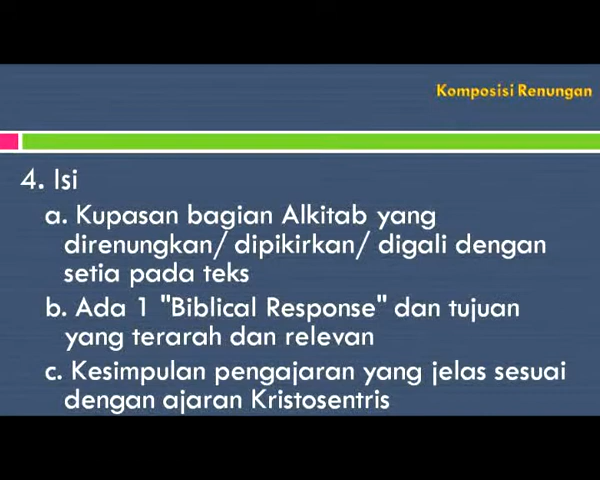 Komposisi Renungan
4. Isi
a. Kupasan bagian Alkitab yang
direnungkan/ dipikirkan/ digali dengan
setia pada teks
b. Ada 1 "Biblical Response" dan tujuan
yang terarah dan relevan
c. Kesimpulan pengajaran yang jelas sesuai
dengan ajaran Kristosentris